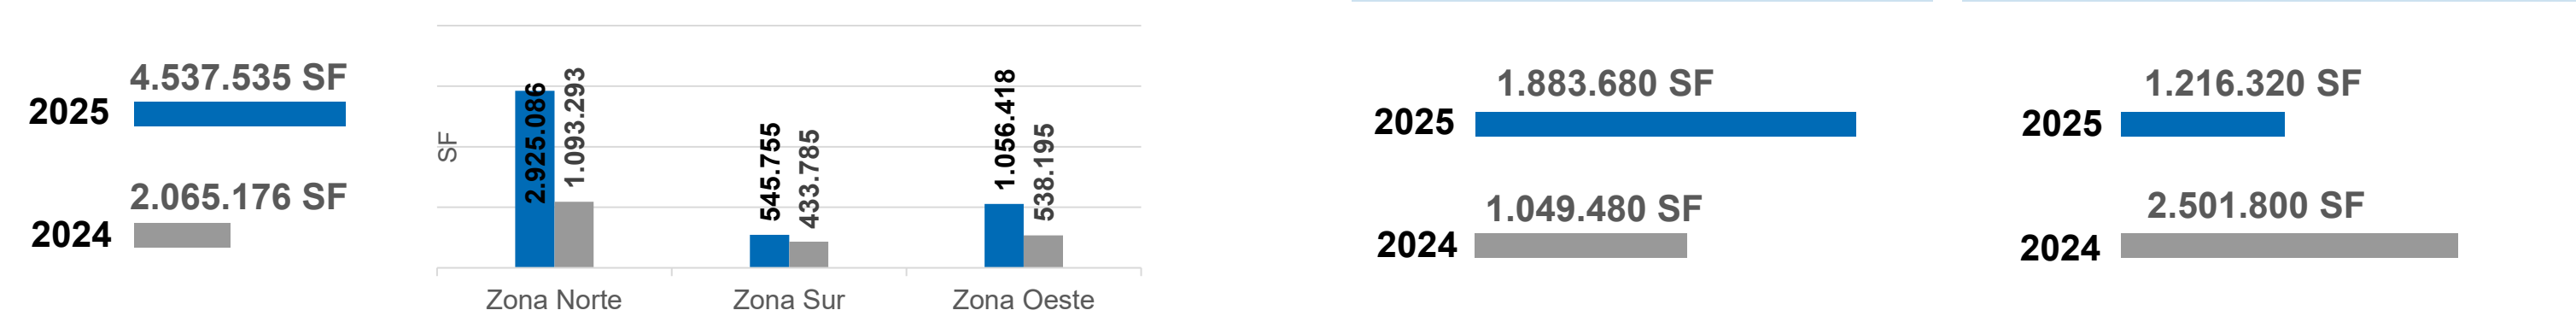 4.537.535 SF
2025
2.065.176 SF
2024
SF
2.925.086
1.093.293
545.755
433.785
1.056.418
538.195
Zona Norte
Zona Sur
Zona Oeste
1.883.680 SF
2025
1.049.480 SF
2024
1.216.320 SF
2025
2.501.800 SF
2024